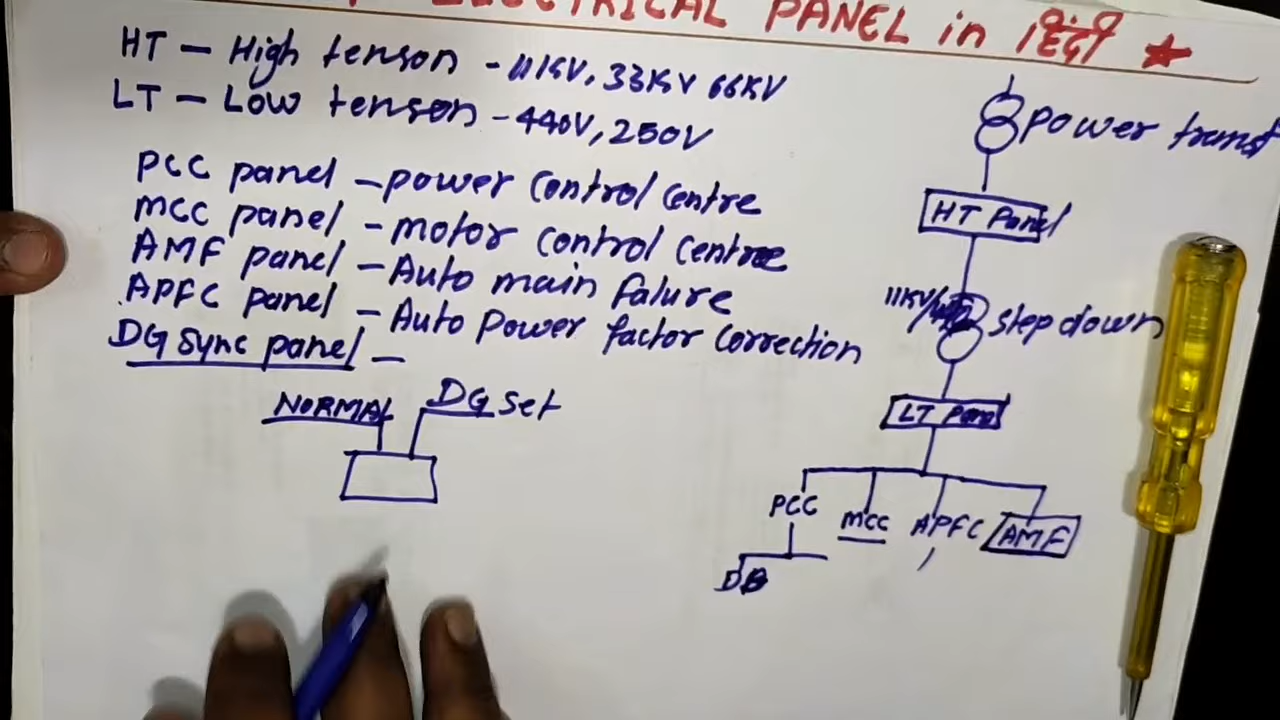 ELECTRICAL PANEL in
HT - High tenson - 11KV, 33KV 66KV
LT - Low tenson - 440V, 250V
PCC panel - power control centre
MCC panel - motor control centre
AMF panel - Auto main falure
APFC panel - Auto power factor correction
DG Sync panel -
NORMAL DG Set
power transf
HT Panel
11KV/ step down
LT Panel
PCC MCC APFC AMF
DB